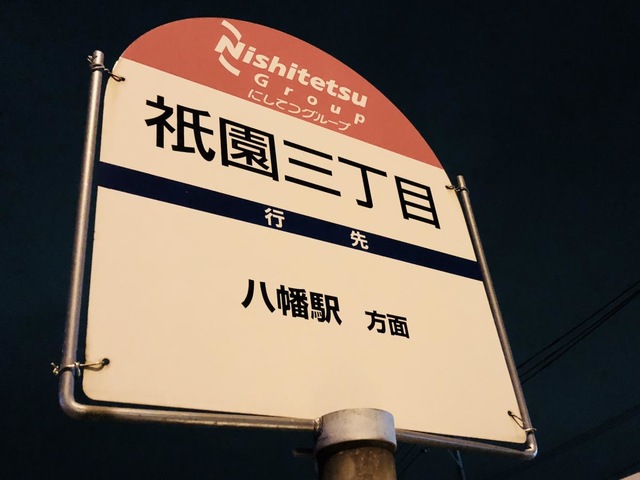 Nishitetsu
Group
にしてつグループ
祇園三丁目
行先
八幡駅 方面